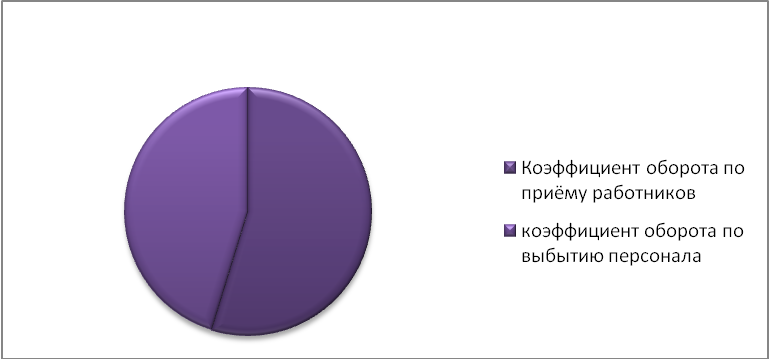 Коэффициент оборота по
приёму работников
коэффициент оборота по
выбытию персонала